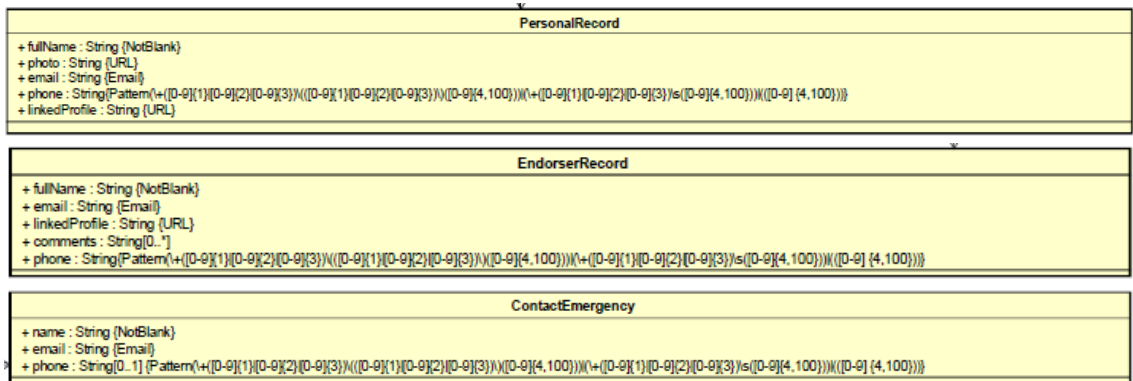 PersonalRecord
+ fullName : String {NotBlank}
+ photo : String {URL}
+ email : String {Email}
+ phone : String{Pattern(\+([0-9]{1}|[0-9]{2}|[0-9]{3})\(([0-9]{1}|[0-9]{2}|[0-9]{3})\)([0-9]{4,100}))|(\+([0-9]{1}|[0-9]{2}|[0-9]{3})\s([0-9]{4,100}))|(([0-9] {4,100}))}
+ linkedProfile : String {URL}
EndorserRecord
+ fullName : String {NotBlank}
+ email : String {Email}
+ linkedProfile : String {URL}
+ comments : String[0..*]
+ phone : String{Pattern(\+([0-9]{1}|[0-9]{2}|[0-9]{3})\(([0-9]{1}|[0-9]{2}|[0-9]{3})\)([0-9]{4,100}))|(\+([0-9]{1}|[0-9]{2}|[0-9]{3})\s([0-9]{4,100}))|(([0-9] {4,100}))}
ContactEmergency
+ name : String {NotBlank}
+ email : String {Email}
+ phone : String[0..1] {Pattern(\+([0-9]{1}|[0-9]{2}|[0-9]{3})\(([0-9]{1}|[0-9]{2}|[0-9]{3})\)([0-9]{4,100}))|(\+([0-9]{1}|[0-9]{2}|[0-9]{3})\s([0-9]{4,100}))|(([0-9] {4,100}))}